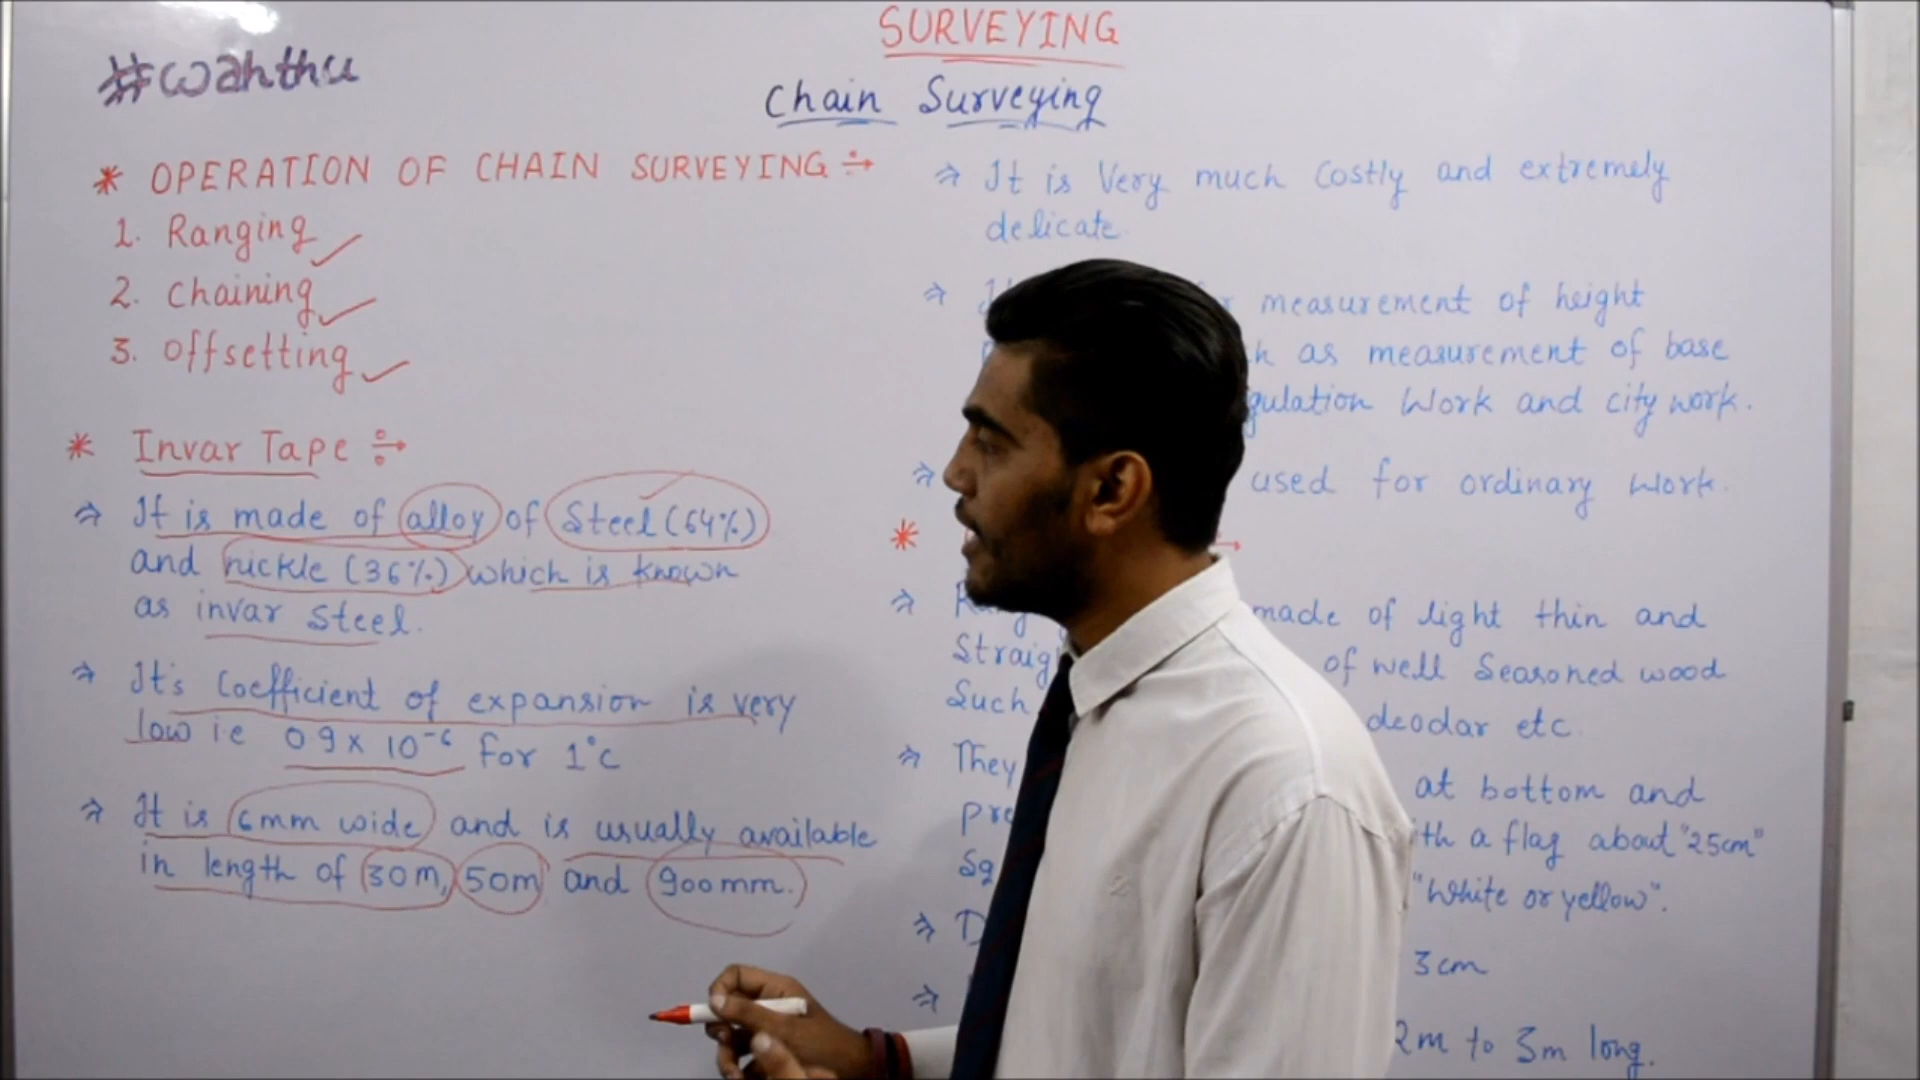 SURVEYING
#wahthu
Chain Surveying
* OPERATION OF CHAIN SURVEYING ÷→
1. Ranging ✓
2. Chaining ✓
3. Offsetting ✓
* Invar Tape ÷→
⇒ It is made of alloy of Steel (64%)
and nickle (36%) which is known
as invar Steel.
⇒ It's Coefficient of expansion is very
low i.e 0.9 x 10⁻⁶ for 1°c
⇒ It is 6mm wide and is usually available
in length of 30m, 50m and 900mm.
⇒ It is Very much Costly and extremely
delicate.
⇒ measurement of height
as measurement of base
gulation Work and city work.
⇒ used for ordinary Work.
*
⇒ made of light thin and
Straig of well Seasoned wood
Such deodar etc.
⇒ They at bottom and
pre ith a flag about "25cm"
Sq "White or yellow".
⇒ D 3cm
⇒ 2m to 3m long.